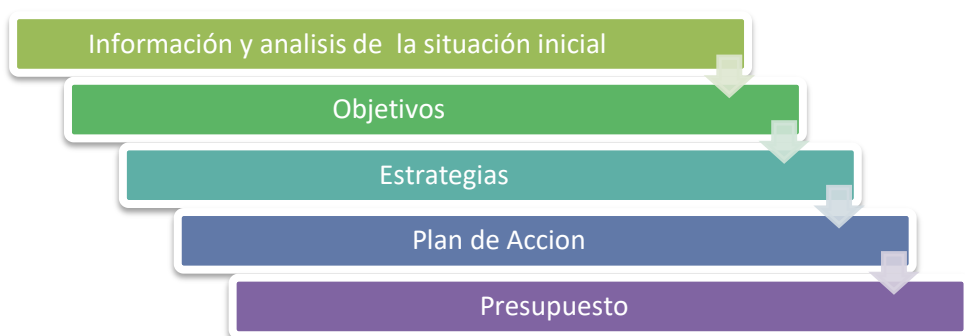 Información y analisis de la situación inicial
Objetivos
Estrategias
Plan de Accion
Presupuesto